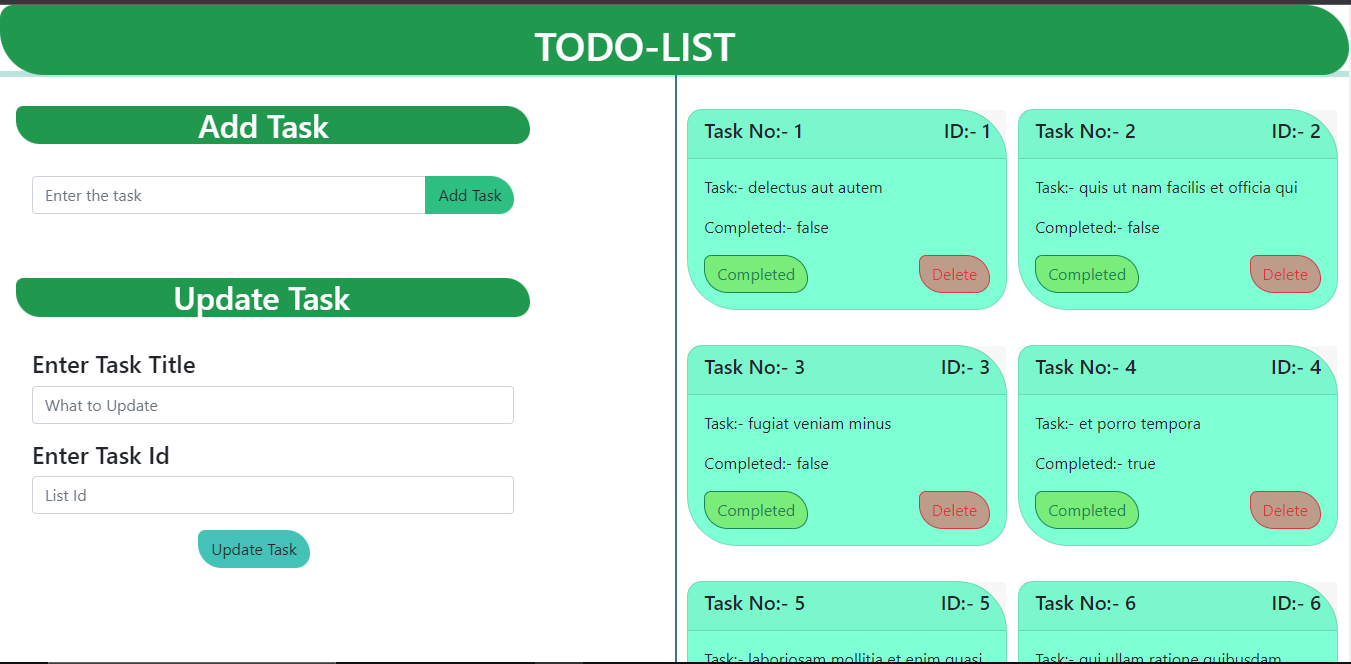 TODO-LIST
Add Task
Enter the task
Add Task
Update Task
Enter Task Title
What to Update
Enter Task Id
List Id
Update Task
Task No:- 1 ID:- 1
Task:- delectus aut autem
Completed:- false
Completed Delete
Task No:- 2 ID:- 2
Task:- quis ut nam facilis et officia qui
Completed:- false
Completed Delete
Task No:- 3 ID:- 3
Task:- fugiat veniam minus
Completed:- false
Completed Delete
Task No:- 4 ID:- 4
Task:- et porro tempora
Completed:- true
Completed Delete
Task No:- 5 ID:- 5
Task:- laboriosam mollitia et enim quasi
Task No:- 6 ID:- 6
Task:- qui ullam ratione quibusdam